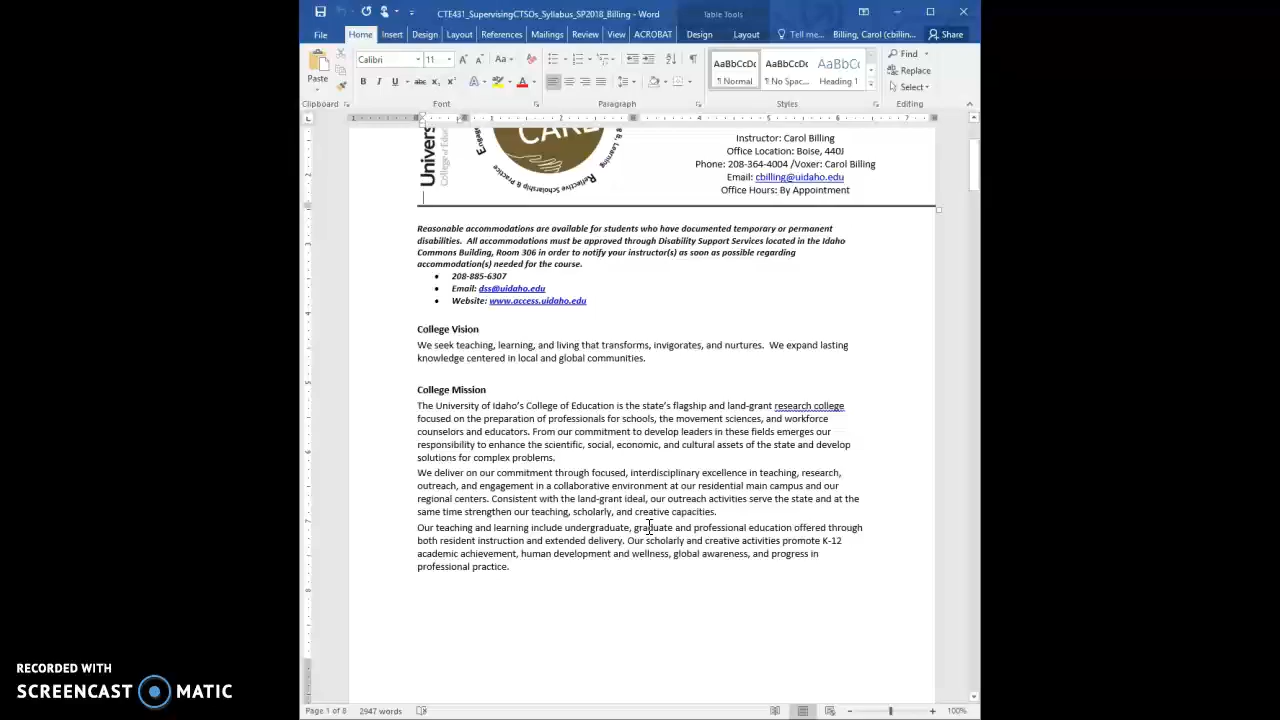 CTE431_SupervisingCTSOs_Syllabus_SP2018_Billing - Word
Table Tools
File Home Insert Design Layout References Mailings Review View ACROBAT Design Layout Tell me... Billing, Carol (cbillin... Share
Paste
Calibri 11
Aa
AaBbCcDc AaBbCcDc AaBbCc
¶ Normal ¶ No Spac... Heading 1
Find
Replace
Select
Clipboard Font Paragraph Styles Editing
Univers
College of Educ
CARE
Engag
g & Learning
Reflective Scholarship & Practice
Instructor: Carol Billing
Office Location: Boise, 440J
Phone: 208-364-4004 /Voxer: Carol Billing
Email: cbilling@uidaho.edu
Office Hours: By Appointment
Reasonable accommodations are available for students who have documented temporary or permanent
disabilities.  All accommodations must be approved through Disability Support Services located in the Idaho
Commons Building, Room 306 in order to notify your instructor(s) as soon as possible regarding
accommodation(s) needed for the course.
• 208-885-6307
• Email: dss@uidaho.edu
• Website: www.access.uidaho.edu
College Vision
We seek teaching, learning, and living that transforms, invigorates, and nurtures.  We expand lasting
knowledge centered in local and global communities.
College Mission
The University of Idaho's College of Education is the state's flagship and land-grant research college
focused on the preparation of professionals for schools, the movement sciences, and workforce
counselors and educators. From our commitment to develop leaders in these fields emerges our
responsibility to enhance the scientific, social, economic, and cultural assets of the state and develop
solutions for complex problems.
We deliver on our commitment through focused, interdisciplinary excellence in teaching, research,
outreach, and engagement in a collaborative environment at our residential main campus and our
regional centers. Consistent with the land-grant ideal, our outreach activities serve the state and at the
same time strengthen our teaching, scholarly, and creative capacities.
Our teaching and learning include undergraduate, graduate and professional education offered through
both resident instruction and extended delivery. Our scholarly and creative activities promote K-12
academic achievement, human development and wellness, global awareness, and progress in
professional practice.
RECORDED WITH
SCREENCAST MATIC
Page 1 of 8 2947 words 100%